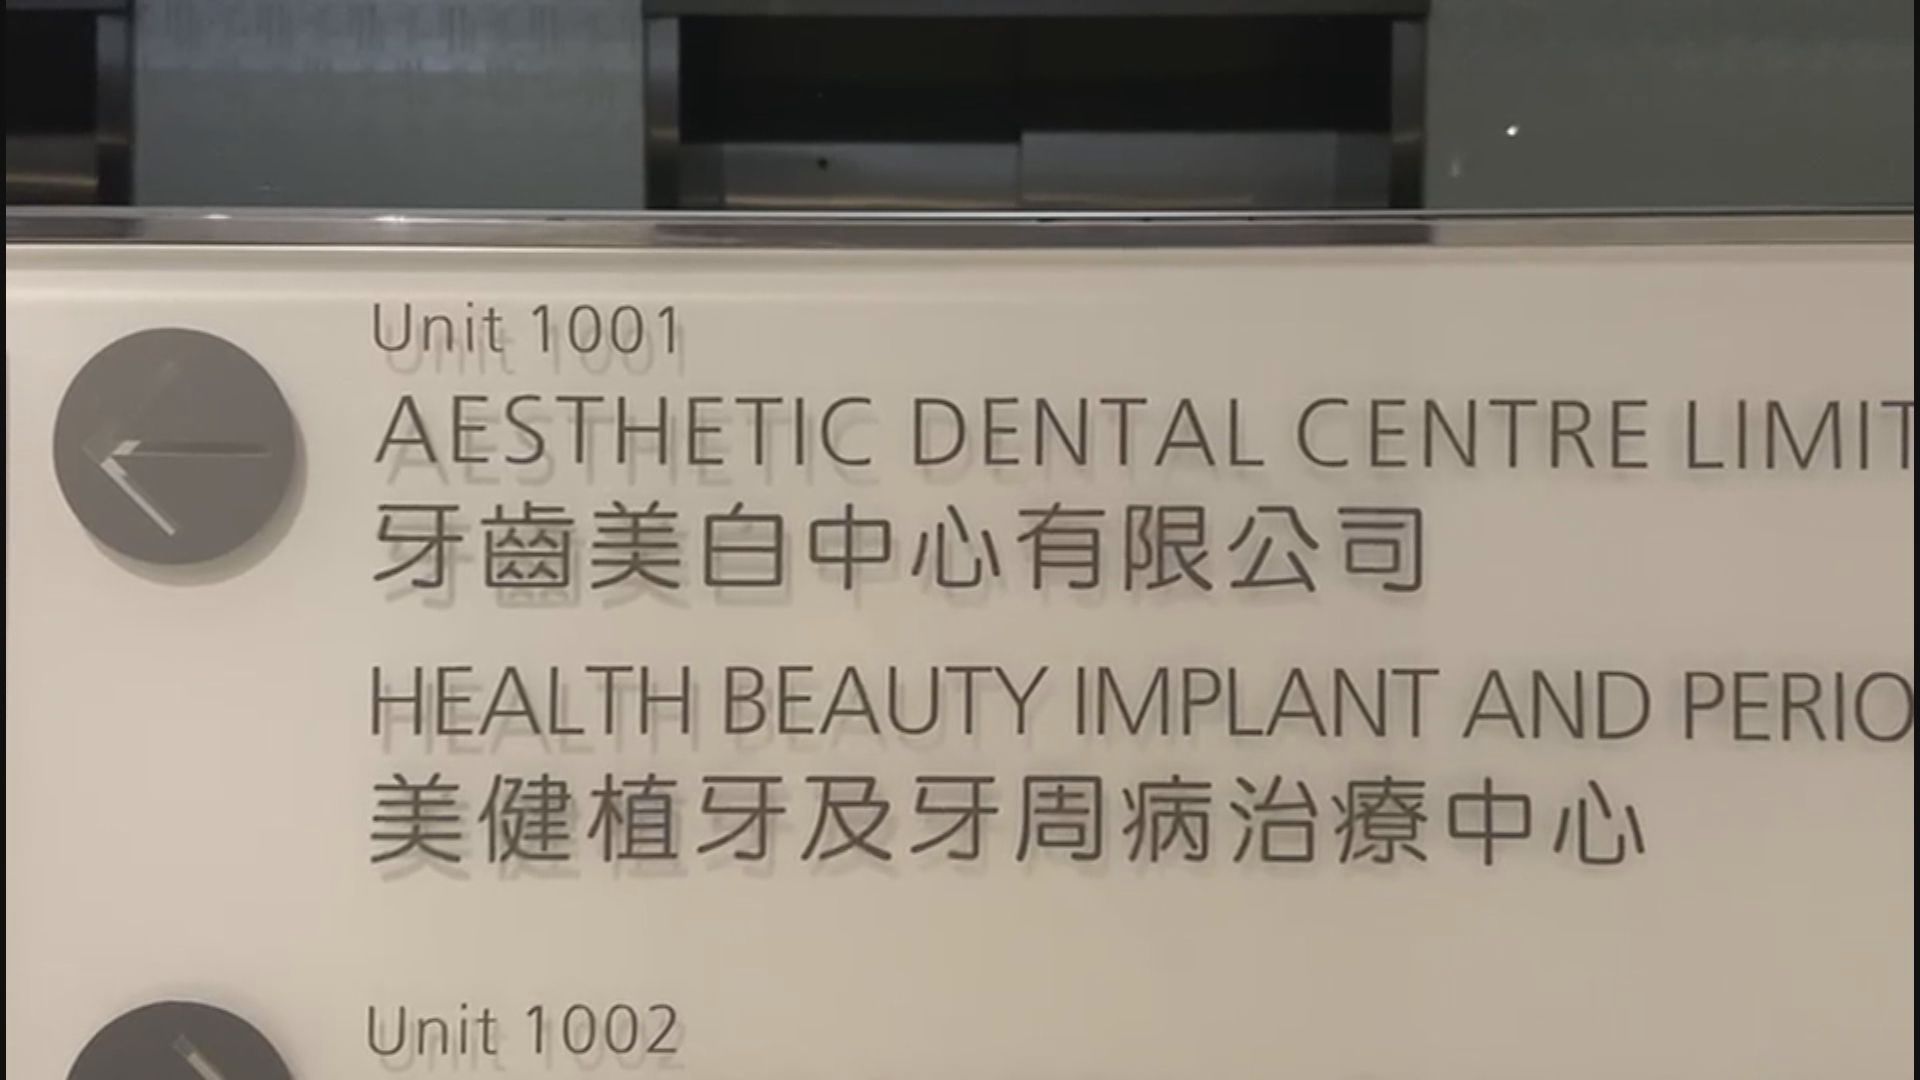 Unit 1001
AESTHETIC DENTAL CENTRE LIMIT
牙齒美白中心有限公司
HEALTH BEAUTY IMPLANT AND PERIO
美健植牙及牙周病治療中心
Unit 1002